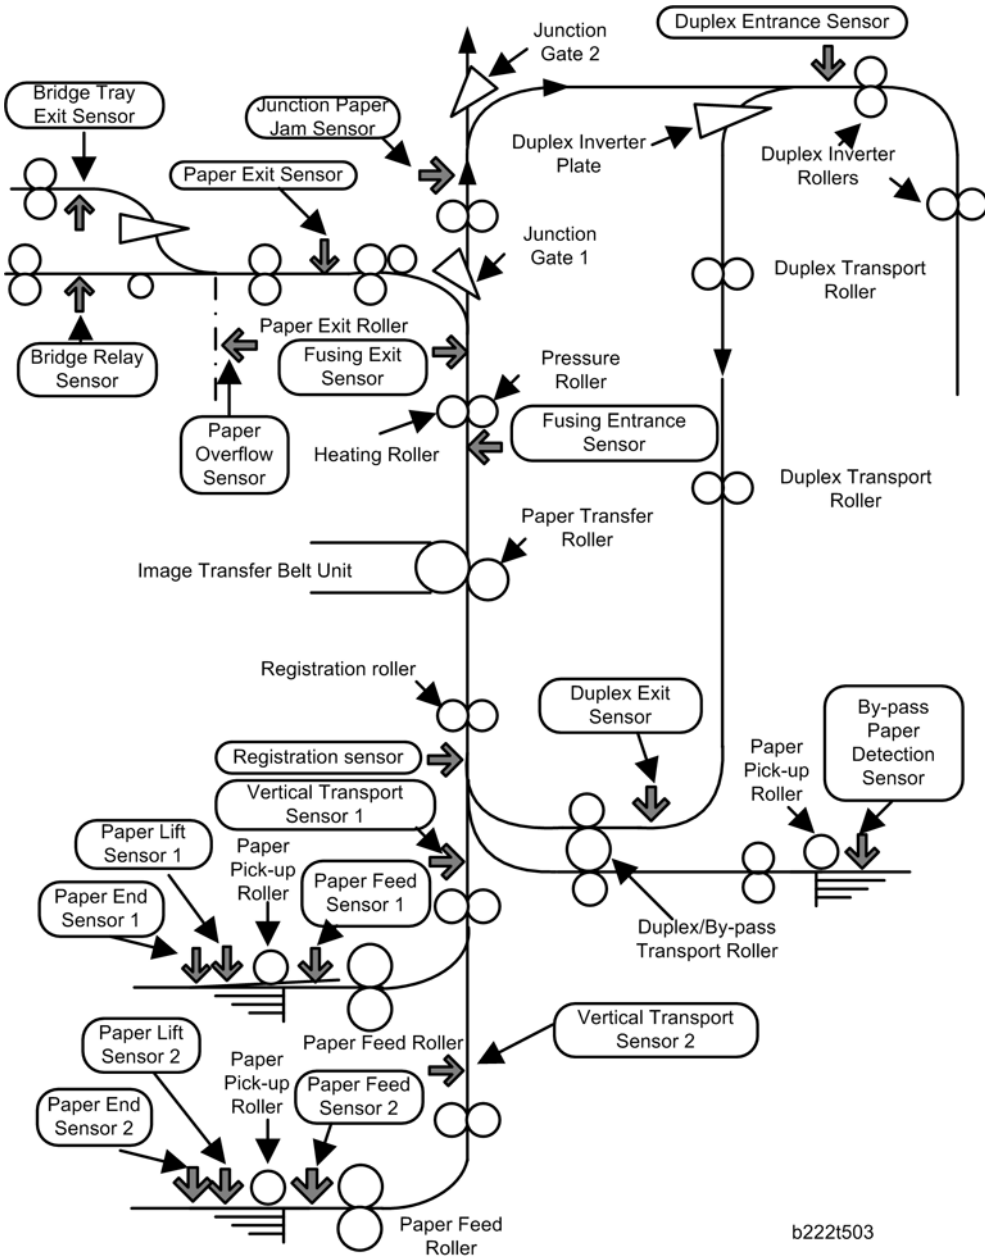 Duplex Entrance Sensor
Junction
Gate 2
Bridge Tray
Exit Sensor
Junction Paper
Jam Sensor
Duplex Inverter
Plate
Duplex Inverter
Rollers
Paper Exit Sensor
Junction
Gate 1
Duplex Transport
Roller
Paper Exit Roller
Bridge Relay
Sensor
Fusing Exit
Sensor
Pressure
Roller
Paper
Overflow
Sensor
Heating Roller
Fusing Entrance
Sensor
Duplex Transport
Roller
Paper Transfer
Roller
Image Transfer Belt Unit
Registration roller
Duplex Exit
Sensor
By-pass
Paper
Detection
Sensor
Paper
Pick-up
Roller
Registration sensor
Vertical Transport
Sensor 1
Paper Lift
Sensor 1
Paper
Pick-up
Roller
Paper Feed
Sensor 1
Paper End
Sensor 1
Duplex/By-pass
Transport Roller
Vertical Transport
Sensor 2
Paper Feed Roller
Paper Lift
Sensor 2
Paper
Pick-up
Roller
Paper Feed
Sensor 2
Paper End
Sensor 2
Paper Feed
Roller
b222t503